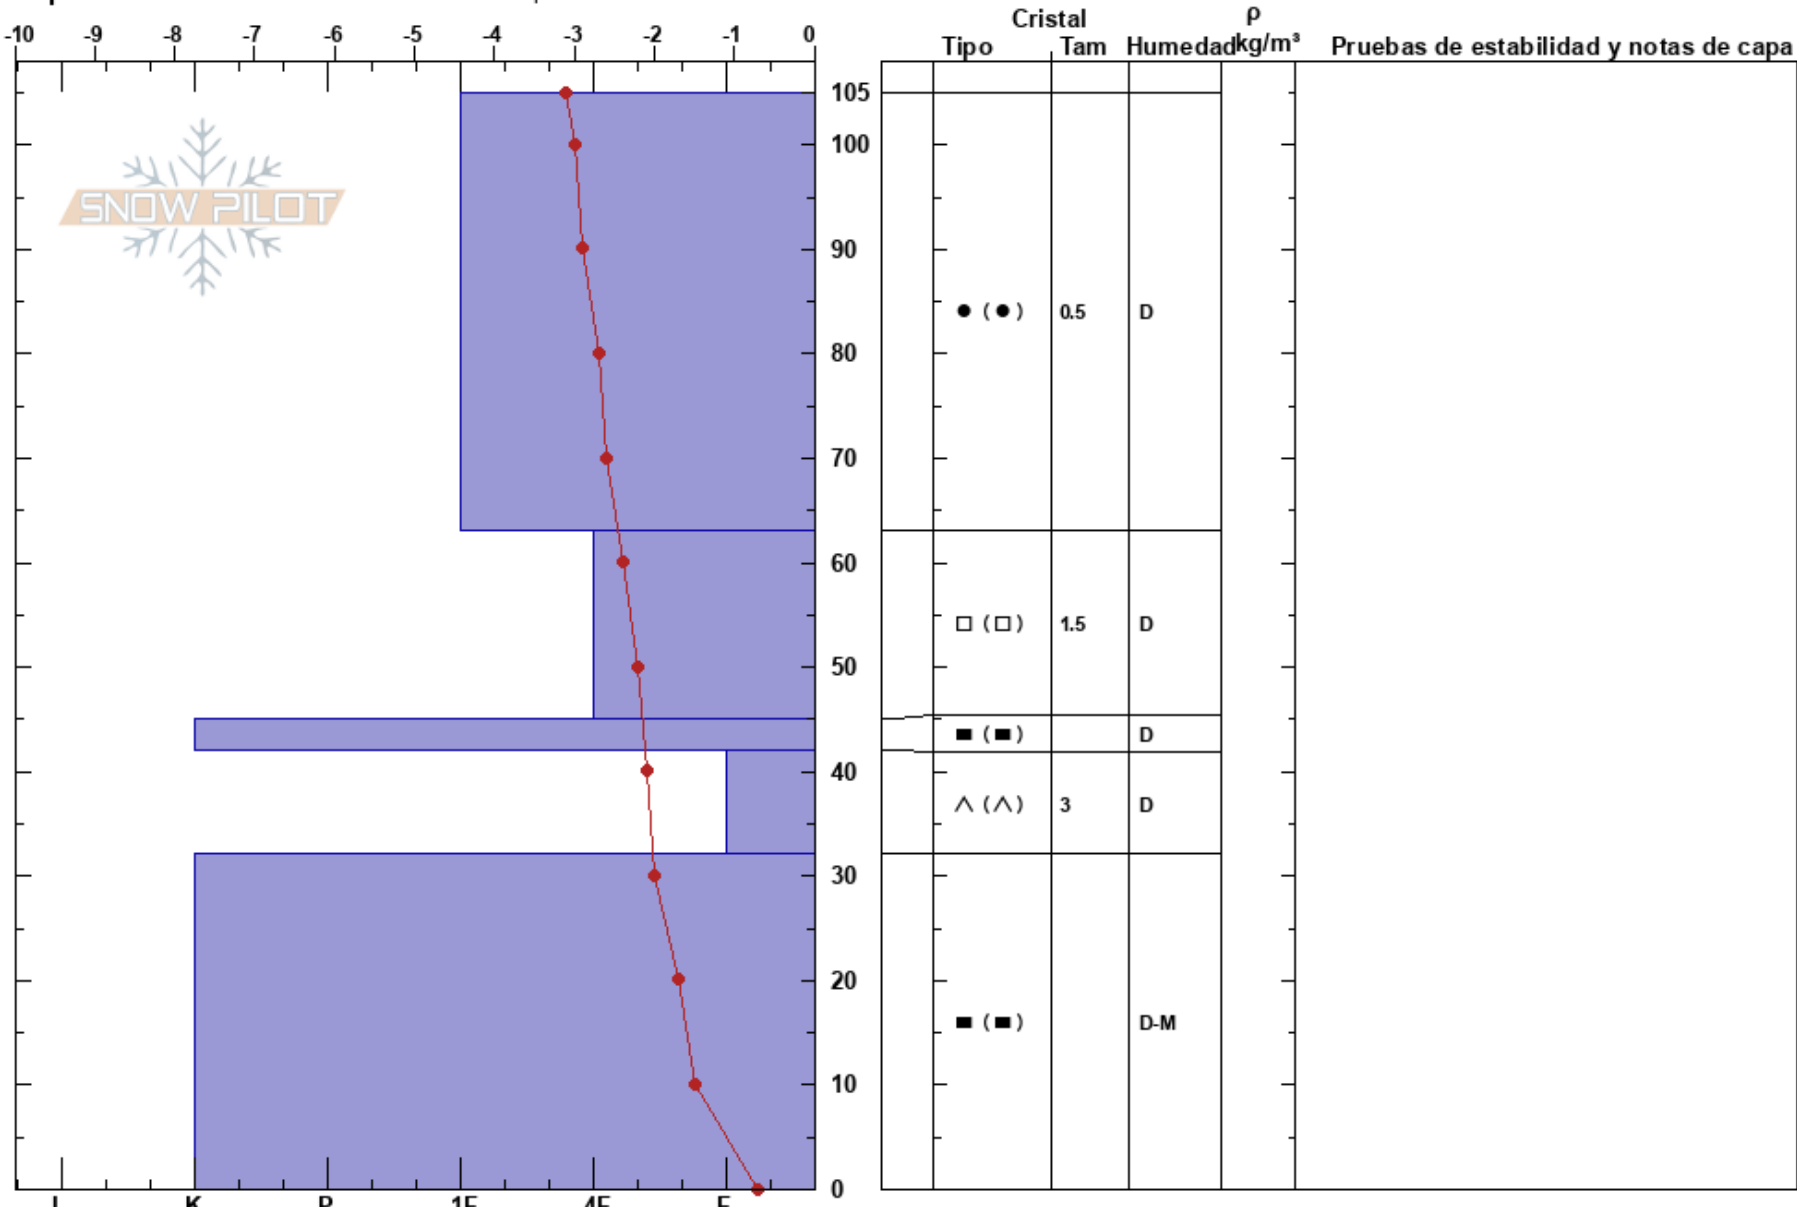 Cristal ρ
-10 -9 -8 -7 -6 -5 -4 -3 -2 -1 0 Tipo Tam Humedad kg/m³ Pruebas de estabilidad y notas de capa
105
100
SNOW PILOT
90
● (●) 0.5 D
80
70
60
□ (□) 1.5 D
50
■ (■) D
40
∧ (∧) 3 D
30
20
■ (■) D-M
10
0
I K P 1F 4F F